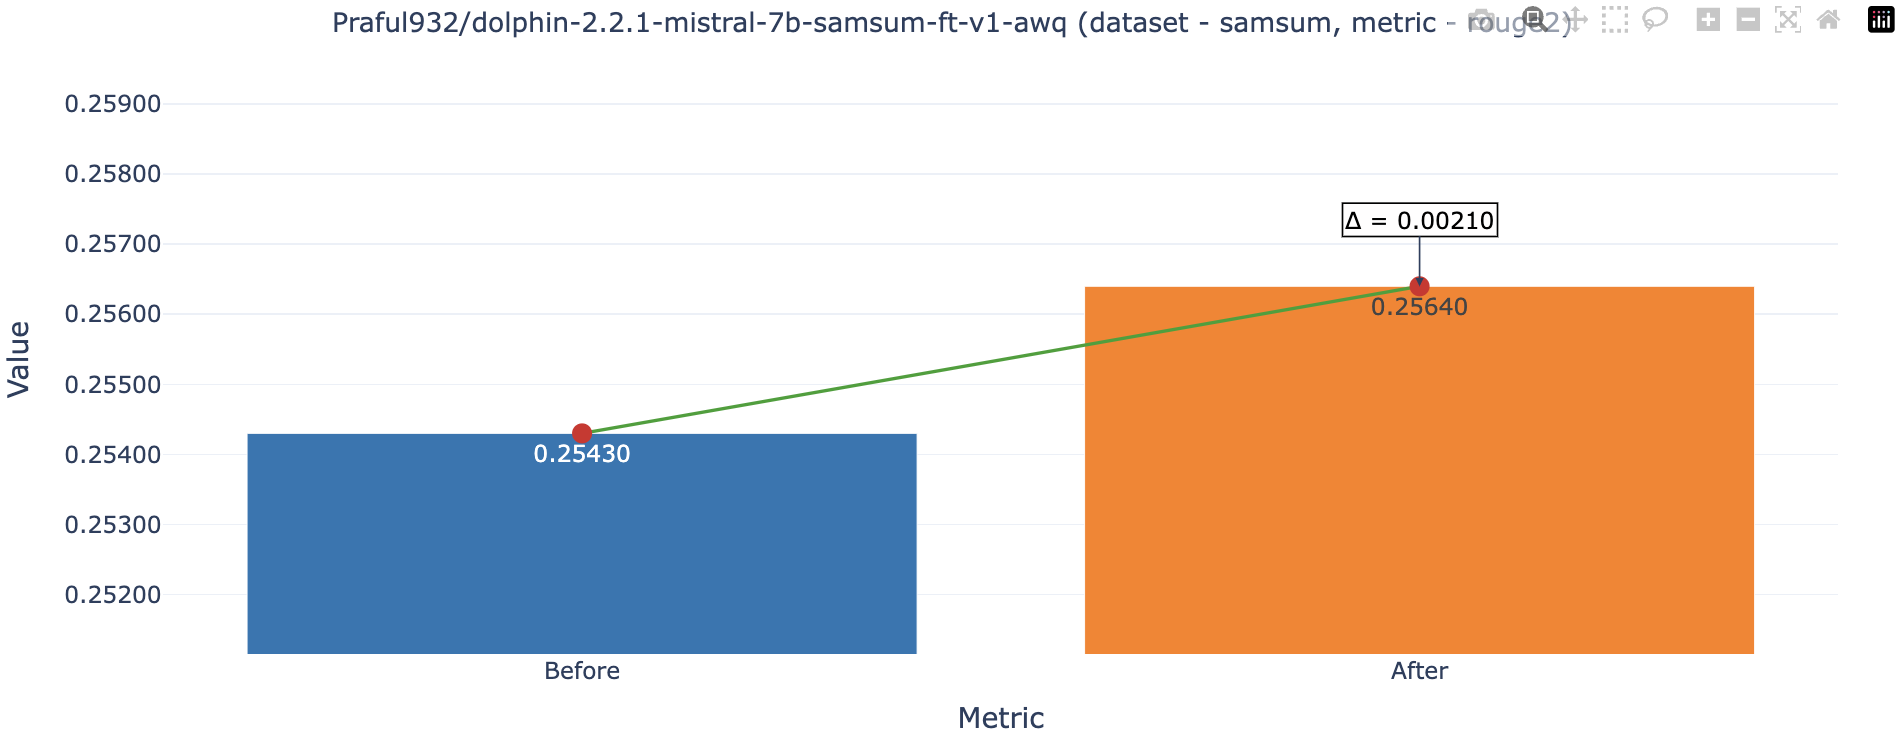 Praful932/dolphin-2.2.1-mistral-7b-samsum-ft-v1-awq (dataset - samsum, metric - rouge2)
0.25900
0.25800
0.25700
0.25600
0.25500
0.25400
0.25300
0.25200
Value
Δ = 0.00210
0.25640
0.25430
Before
After
Metric